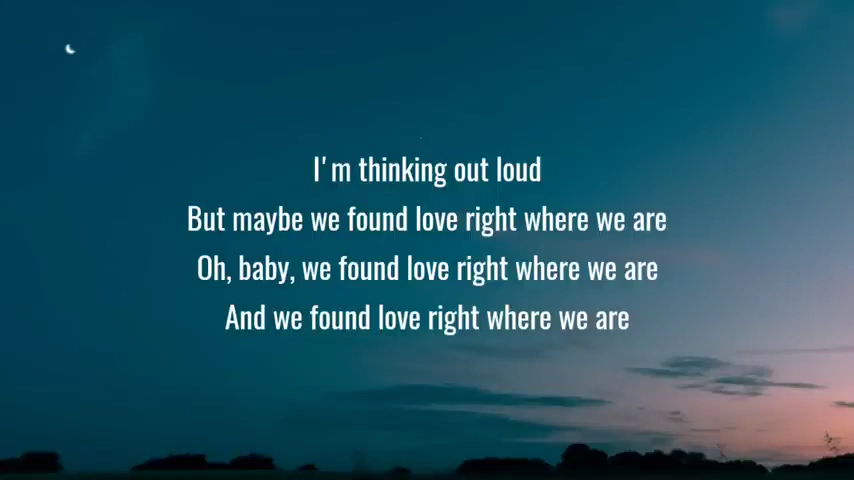 I'm thinking out loud
But maybe we found love right where we are
Oh, baby, we found love right where we are
And we found love right where we are